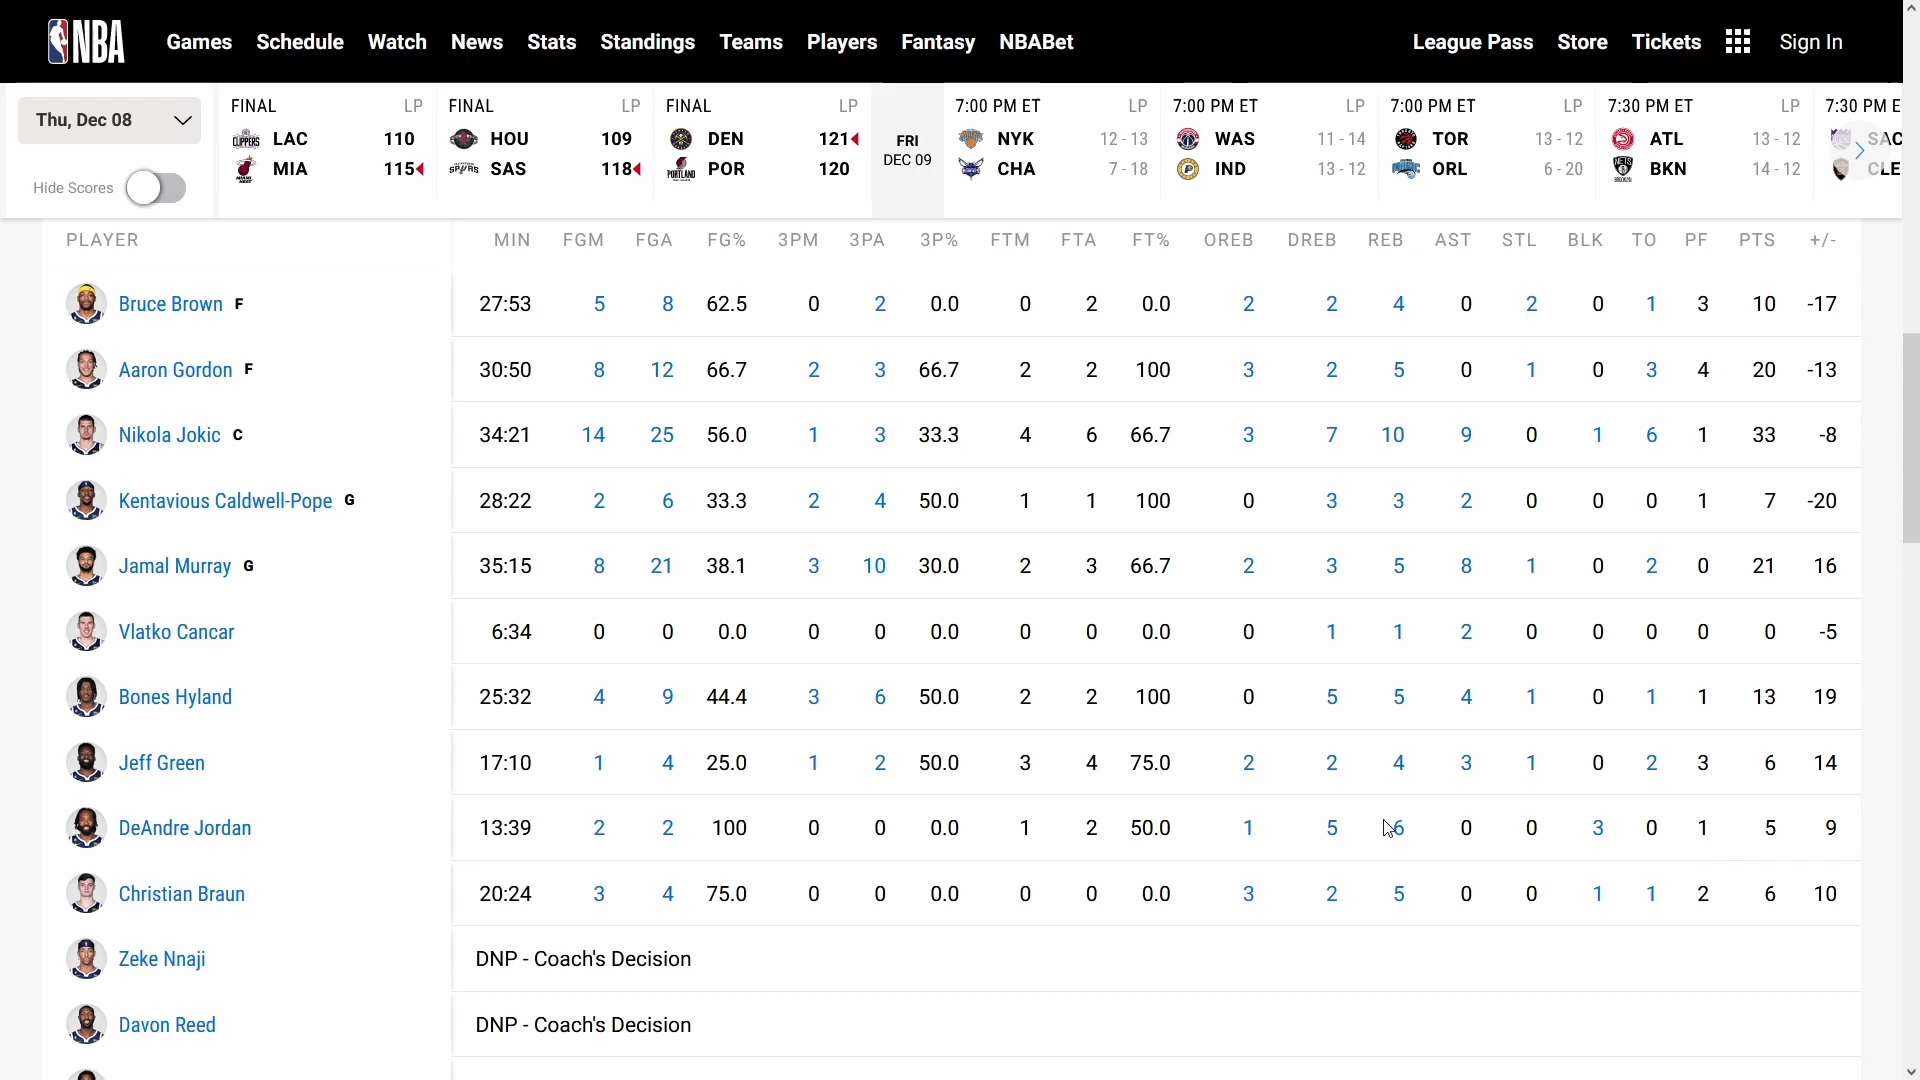 NBA Games Schedule Watch News Stats Standings Teams Players Fantasy NBABet League Pass Store Tickets Sign In
Thu, Dec 08
Hide Scores
FINAL LP
LAC 110
MIA 115
FINAL LP
HOU 109
SAS 118
FINAL LP
DEN 121
POR 120
FRI
DEC 09
7:00 PM ET LP
NYK 12 - 13
CHA 7 - 18
7:00 PM ET LP
WAS 11 - 14
IND 13 - 12
7:00 PM ET LP
TOR 13 - 12
ORL 6 - 20
7:30 PM ET LP
ATL 13 - 12
BKN 14 - 12
7:30 PM E
SAC
CLE
PLAYER MIN FGM FGA FG% 3PM 3PA 3P% FTM FTA FT% OREB DREB REB AST STL BLK TO PF PTS +/-
Bruce Brown F 27:53 5 8 62.5 0 2 0.0 0 2 0.0 2 2 4 0 2 0 1 3 10 -17
Aaron Gordon F 30:50 8 12 66.7 2 3 66.7 2 2 100 3 2 5 0 1 0 3 4 20 -13
Nikola Jokic C 34:21 14 25 56.0 1 3 33.3 4 6 66.7 3 7 10 9 0 1 6 1 33 -8
Kentavious Caldwell-Pope G 28:22 2 6 33.3 2 4 50.0 1 1 100 0 3 3 2 0 0 0 1 7 -20
Jamal Murray G 35:15 8 21 38.1 3 10 30.0 2 3 66.7 2 3 5 8 1 0 2 0 21 16
Vlatko Cancar 6:34 0 0 0.0 0 0 0.0 0 0 0.0 0 1 1 2 0 0 0 0 0 -5
Bones Hyland 25:32 4 9 44.4 3 6 50.0 2 2 100 0 5 5 4 1 0 1 1 13 19
Jeff Green 17:10 1 4 25.0 1 2 50.0 3 4 75.0 2 2 4 3 1 0 2 3 6 14
DeAndre Jordan 13:39 2 2 100 0 0 0.0 1 2 50.0 1 5 6 0 0 3 0 1 5 9
Christian Braun 20:24 3 4 75.0 0 0 0.0 0 0 0.0 3 2 5 0 0 1 1 2 6 10
Zeke Nnaji DNP - Coach's Decision
Davon Reed DNP - Coach's Decision